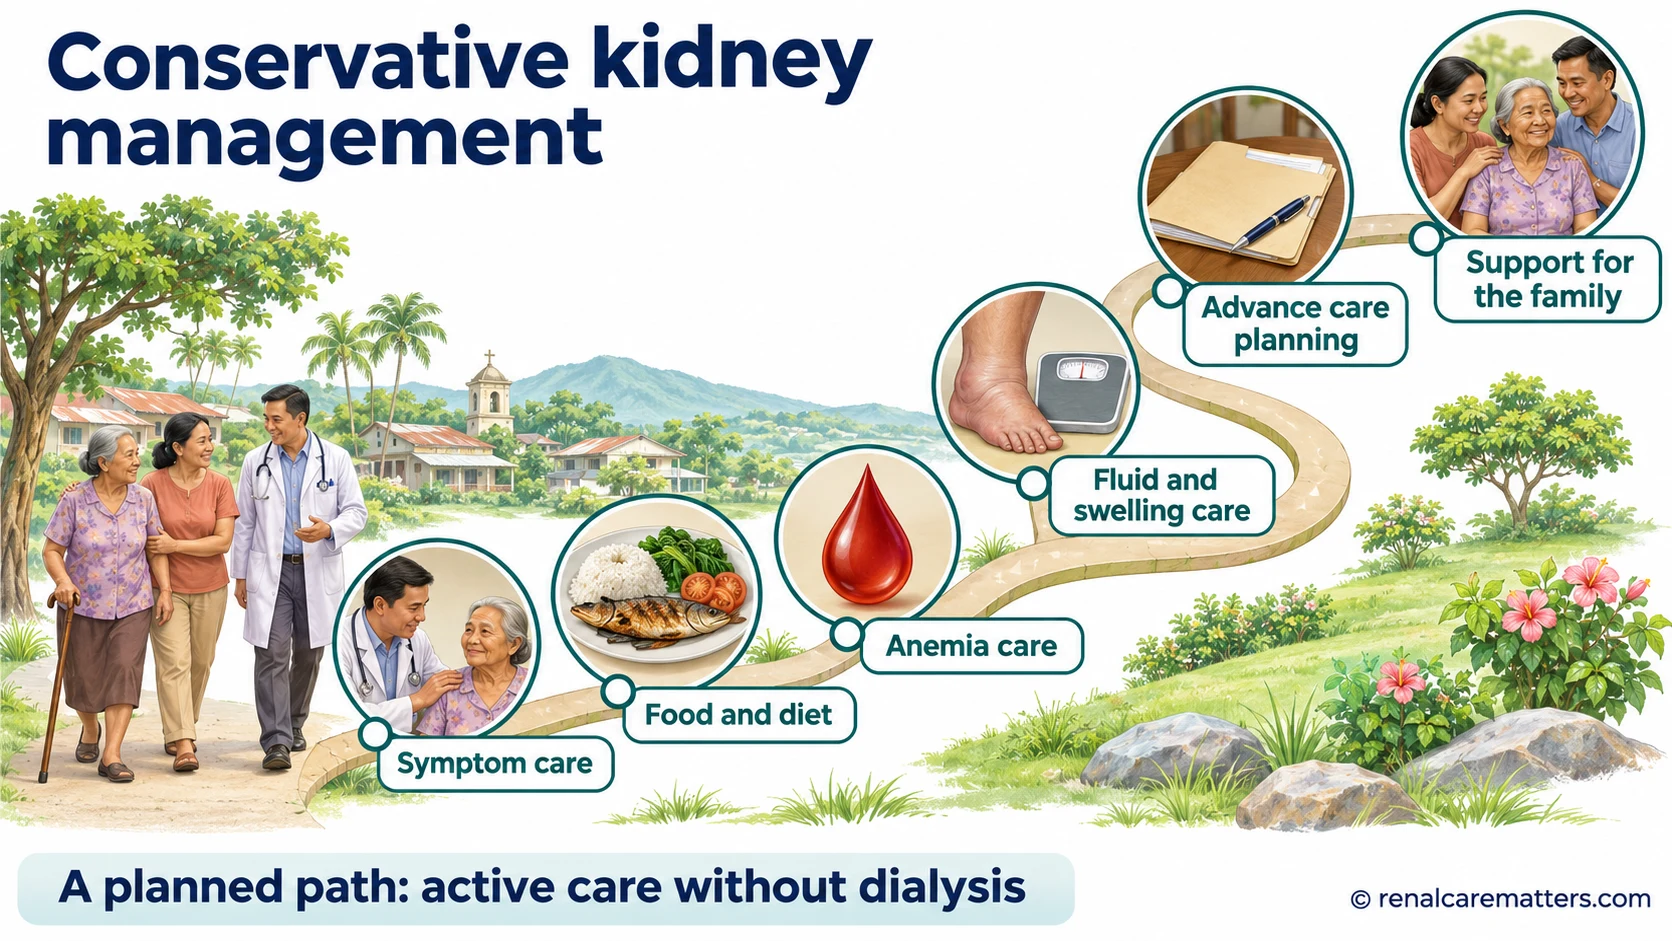 Conservative kidney
management
Support for
the family
Advance care
planning
Fluid and
swelling care
Anemia care
Food and diet
Symptom care
A planned path: active care without dialysis
© renalcarematters.com